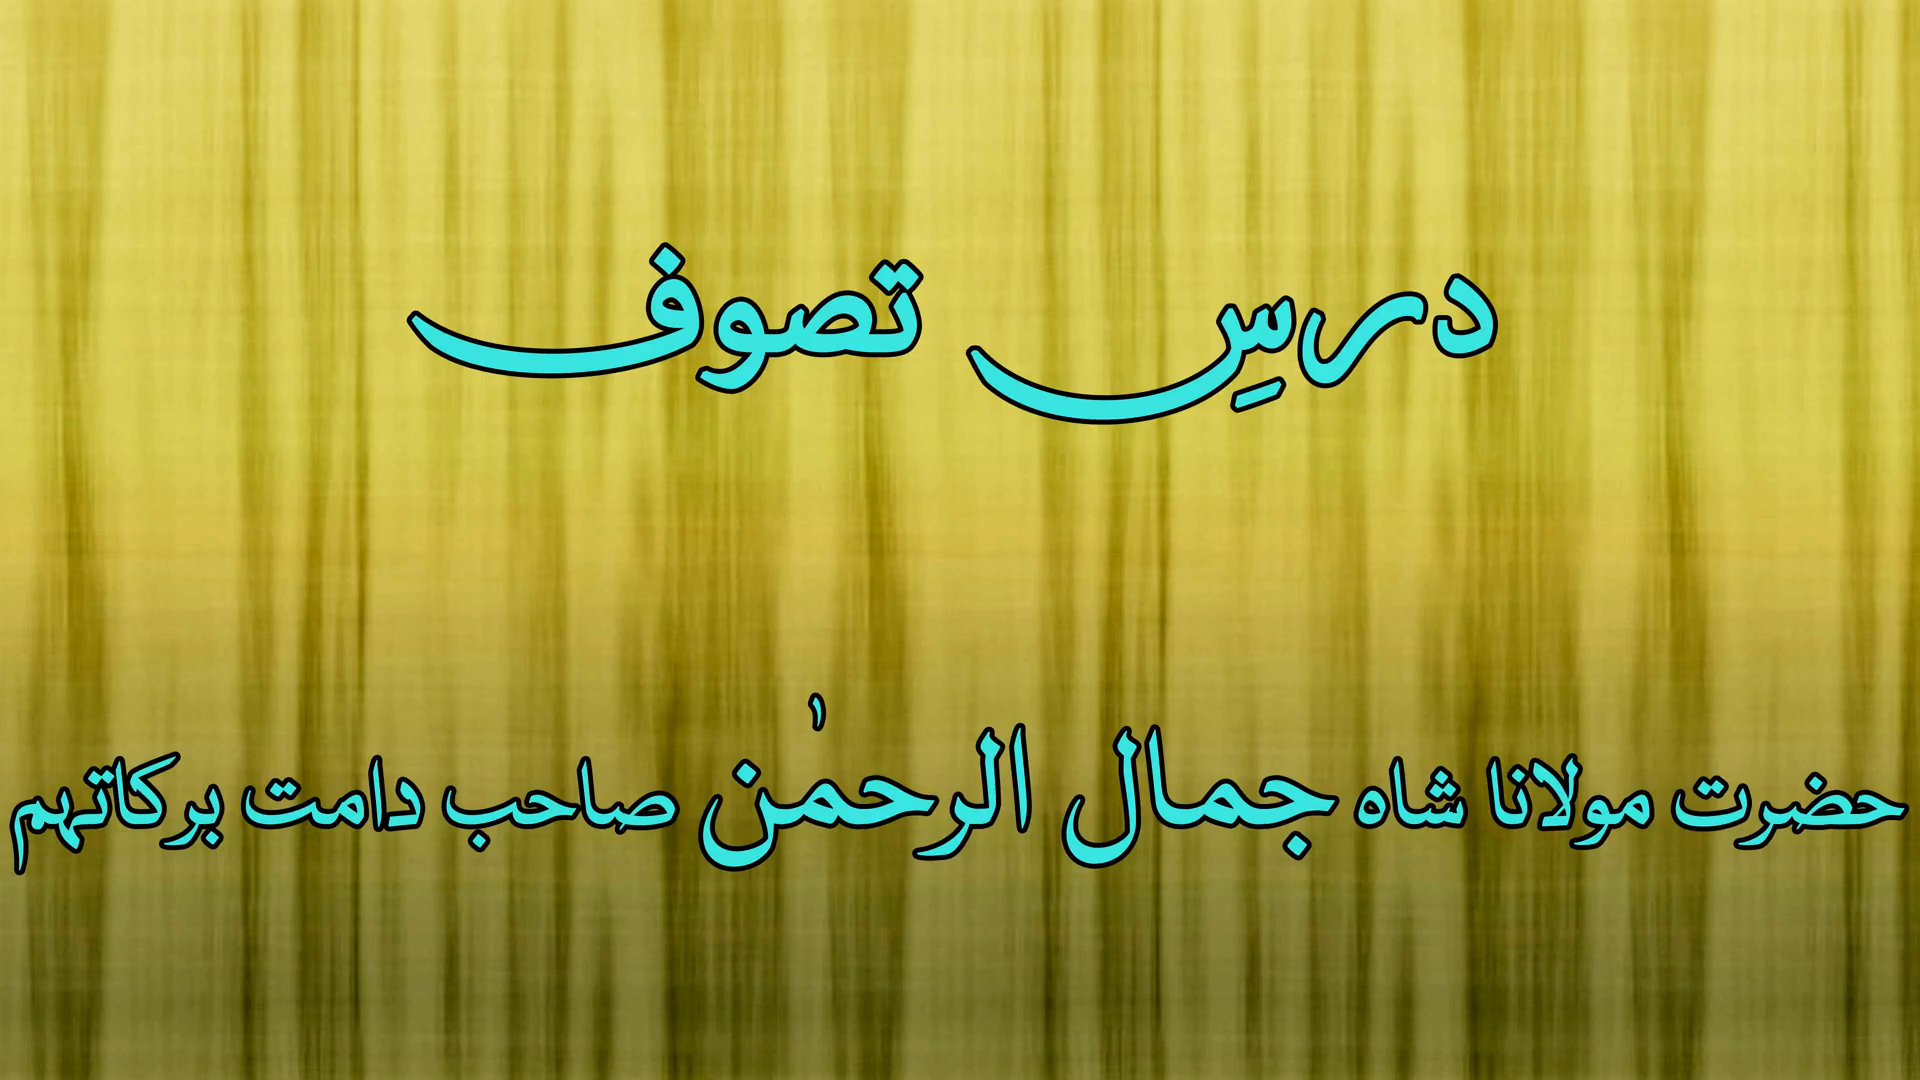 درسِ تصوف
حضرت مولانا شاہ جمال الرحمٰن صاحب دامت برکاتہم